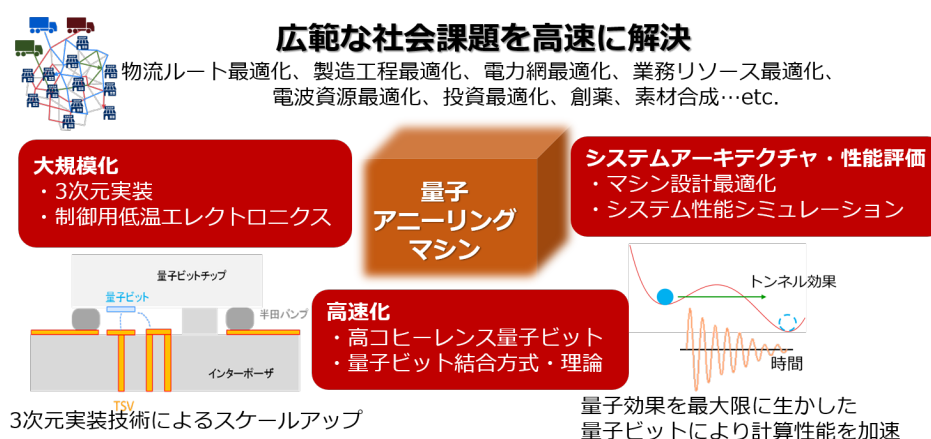 広範な社会課題を高速に解決
物流ルート最適化、製造工程最適化、電力網最適化、業務リソース最適化、
電波資源最適化、投資最適化、創薬、素材合成…etc.
大規模化
・3次元実装
・制御用低温エレクトロニクス
量子
アニーリング
マシン
システムアーキテクチャ・性能評価
・マシン設計最適化
・システム性能シミュレーション
量子ビットチップ
量子ビット
半田バンプ
インターポーザ
TSV
3次元実装技術によるスケールアップ
高速化
・高コヒーレンス量子ビット
・量子ビット結合方式・理論
トンネル効果
時間
量子効果を最大限に生かした
量子ビットにより計算性能を加速